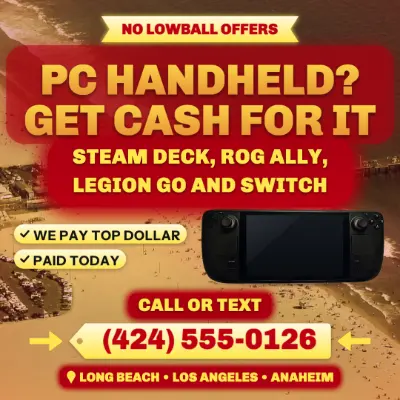 NO LOWBALL OFFERS
PC HANDHELD?
GET CASH FOR IT
STEAM DECK, ROG ALLY,
LEGION GO AND SWITCH
WE PAY TOP DOLLAR
PAID TODAY
CALL OR TEXT
(424) 555-0126
LONG BEACH • LOS ANGELES • ANAHEIM